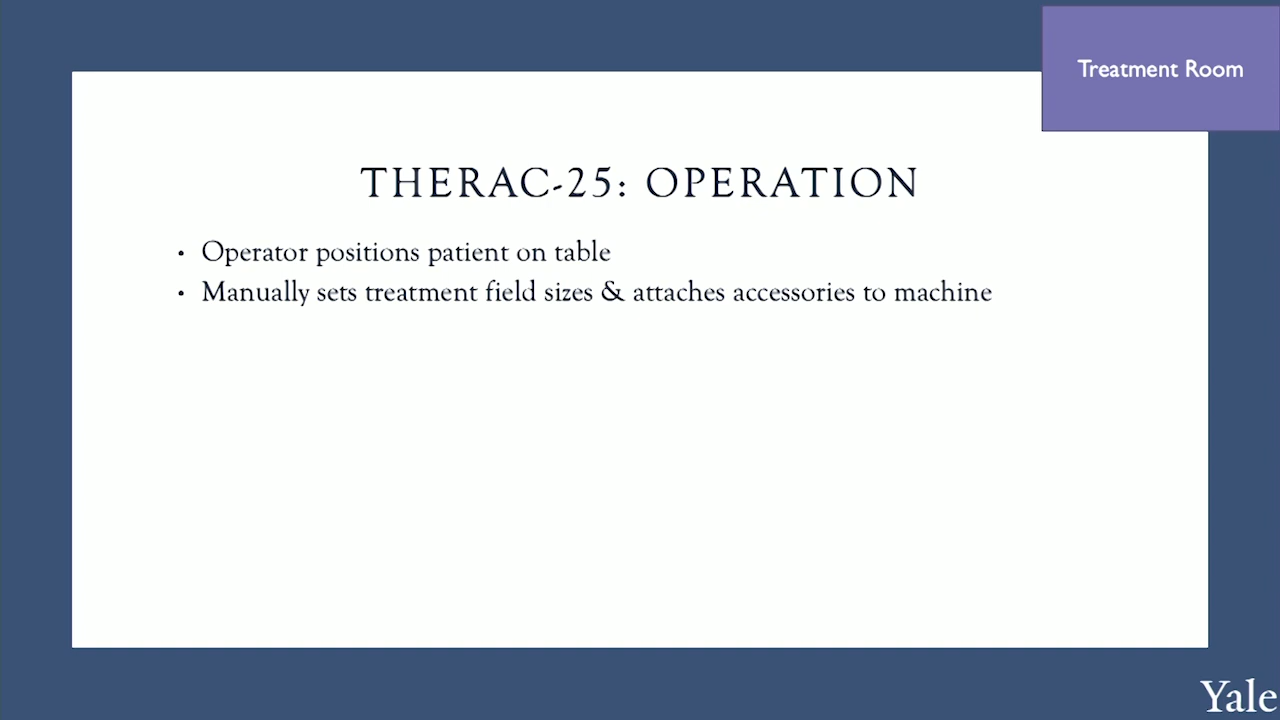 Treatment Room
THERAC-25: OPERATION
• Operator positions patient on table
• Manually sets treatment field sizes & attaches accessories to machine
Yale